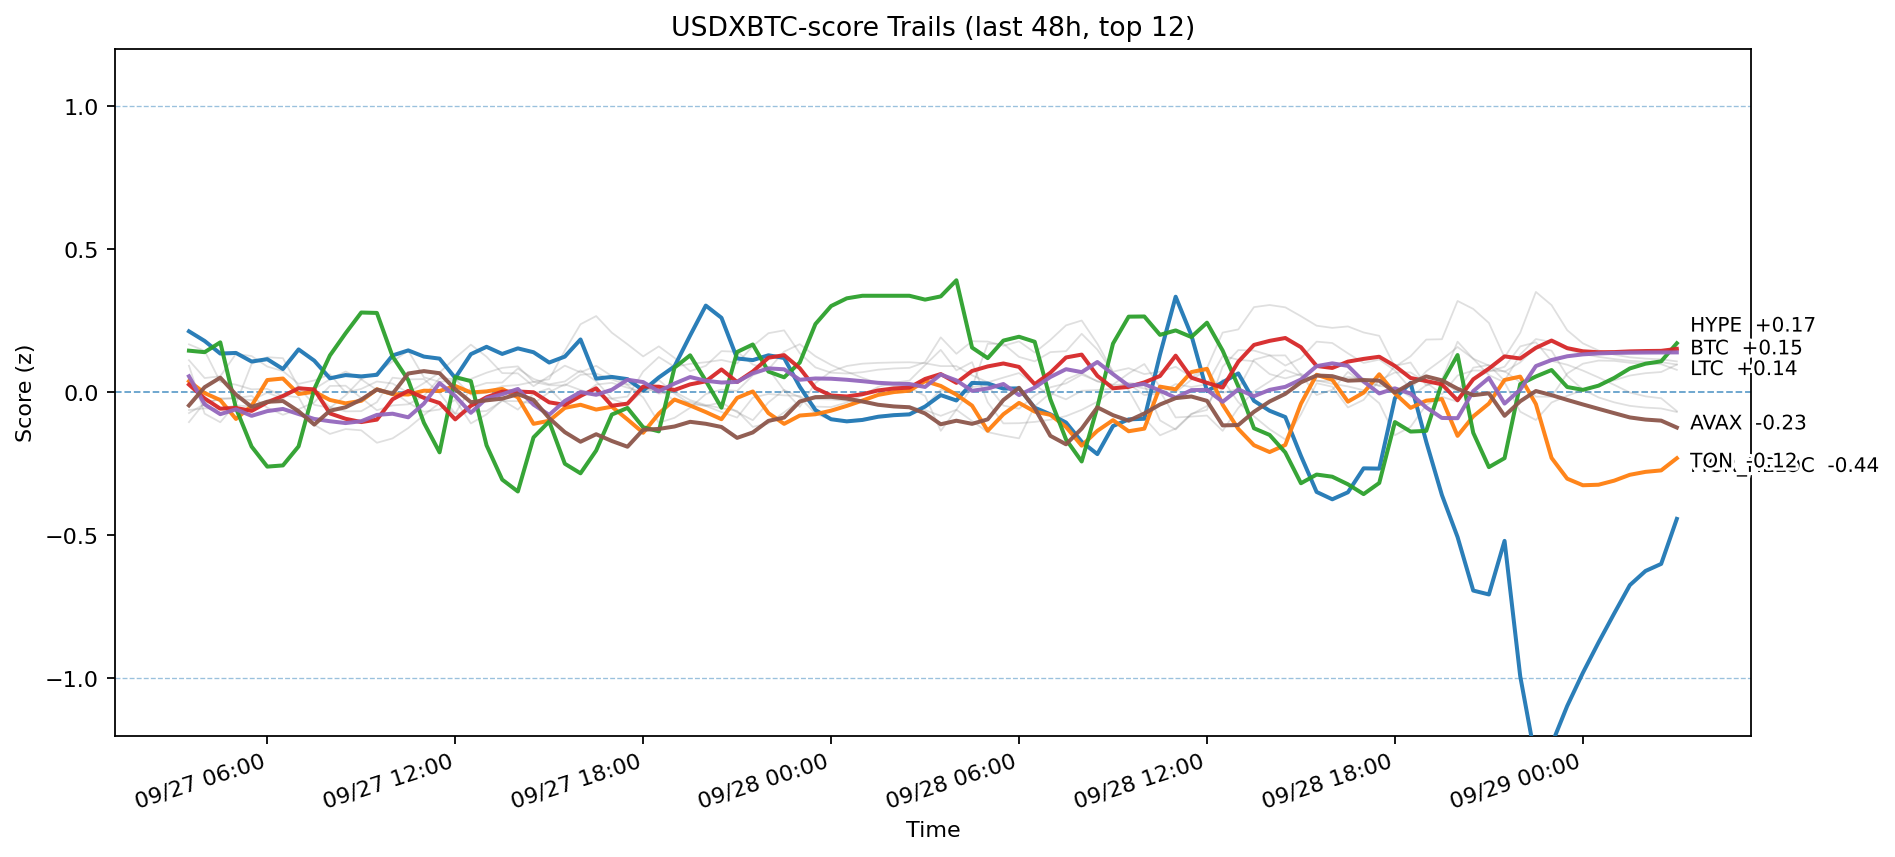 USDXBTC-score Trails (last 48h, top 12)
Score (z)
1.0
0.5
0.0
−0.5
−1.0
HYPE +0.17
BTC +0.15
LTC +0.14
AVAX -0.23
TON -0.12
-0.44
09/27 06:00
09/27 12:00
09/27 18:00
09/28 00:00
09/28 06:00
09/28 12:00
09/28 18:00
09/29 00:00
Time